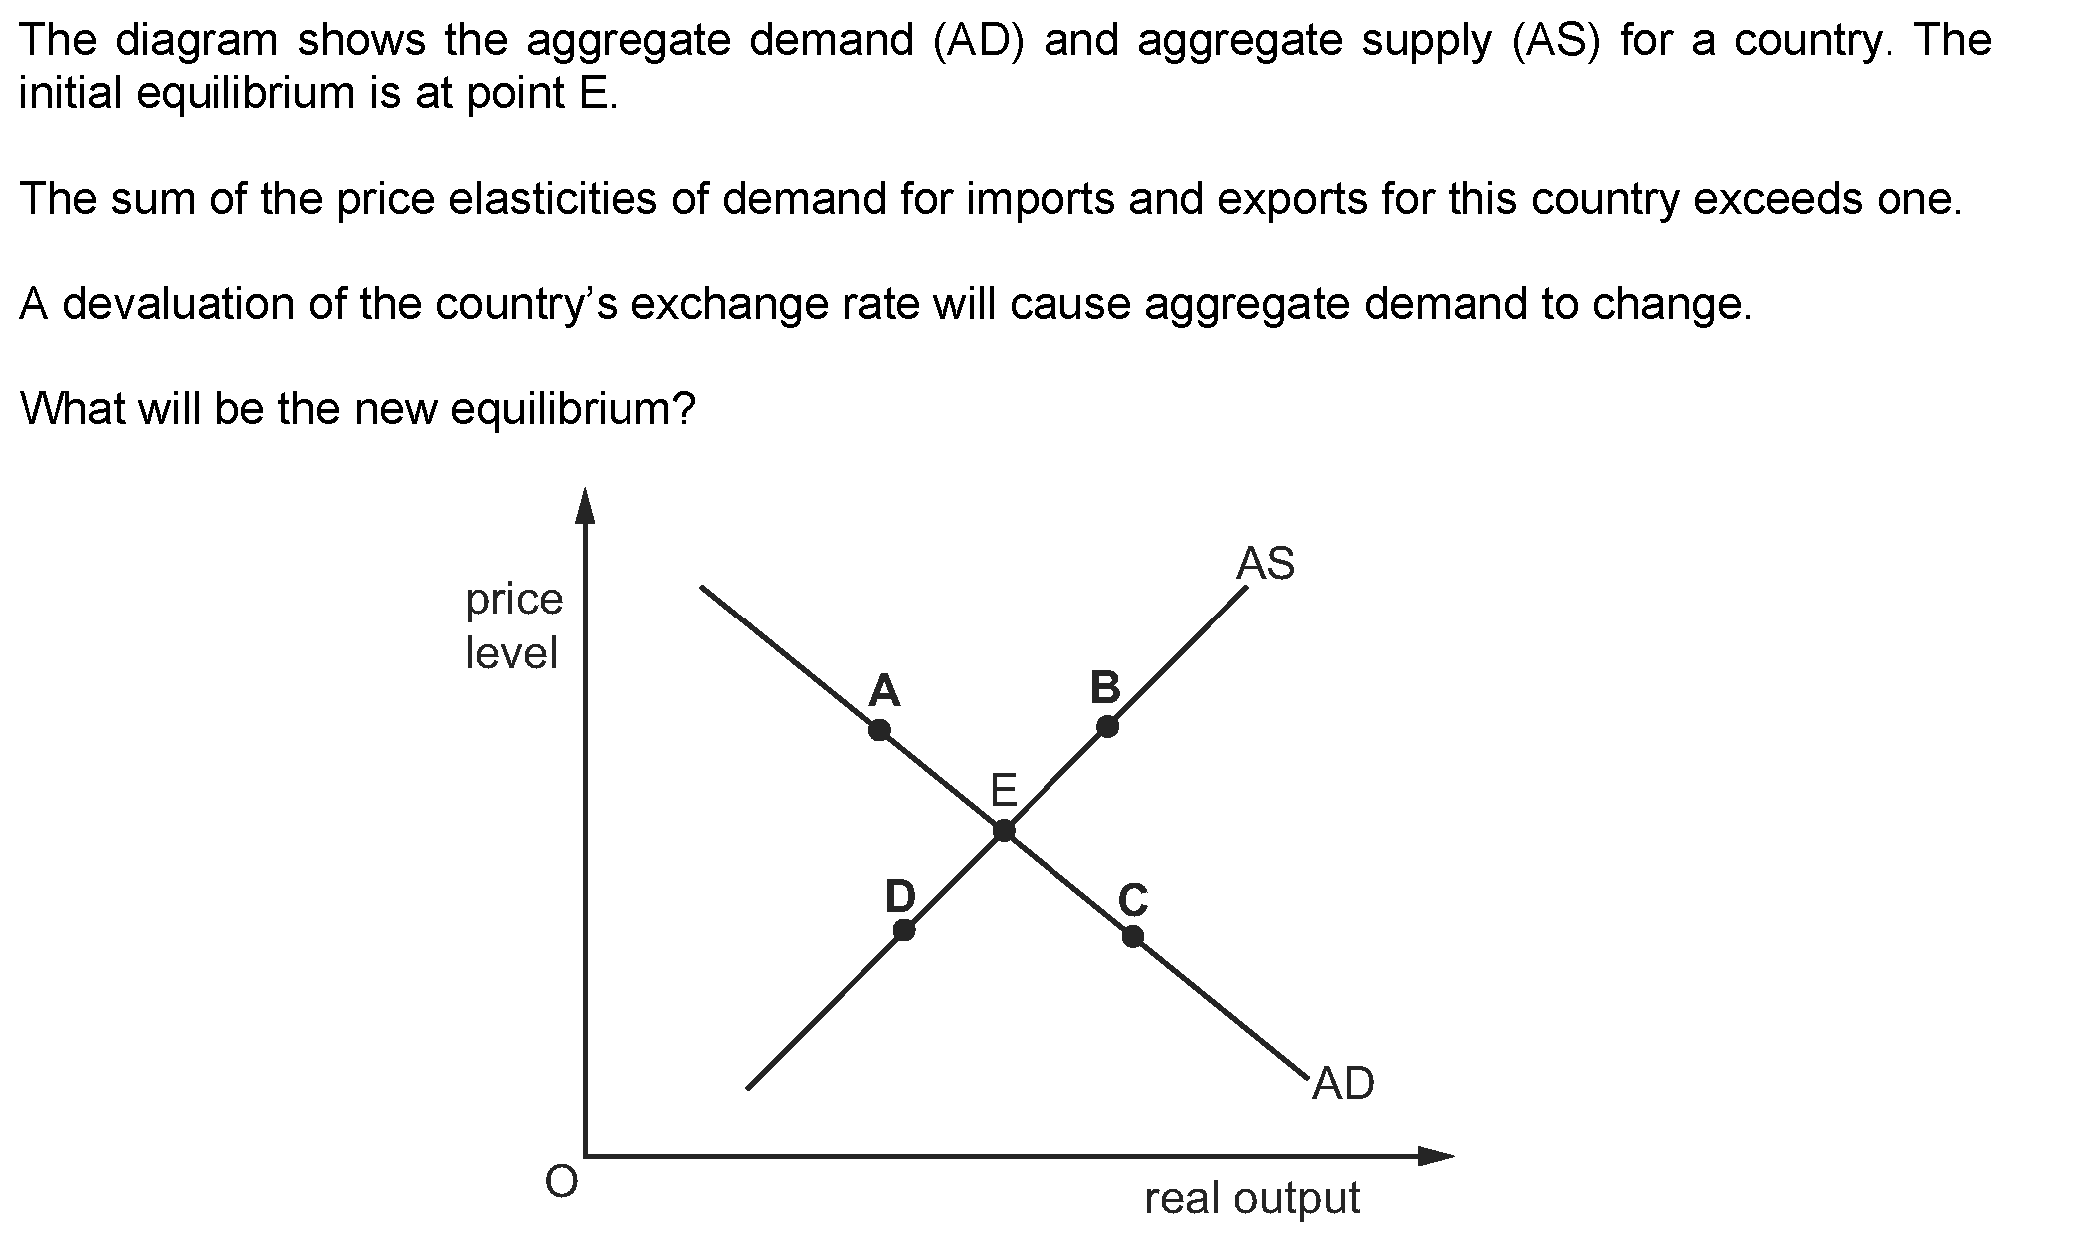 The diagram shows the aggregate demand (AD) and aggregate supply (AS) for a country. The
initial equilibrium is at point E.
The sum of the price elasticities of demand for imports and exports for this country exceeds one.
A devaluation of the country’s exchange rate will cause aggregate demand to change.
What will be the new equilibrium?
AS
price
level
A
B
E
D
C
AD
O
real output